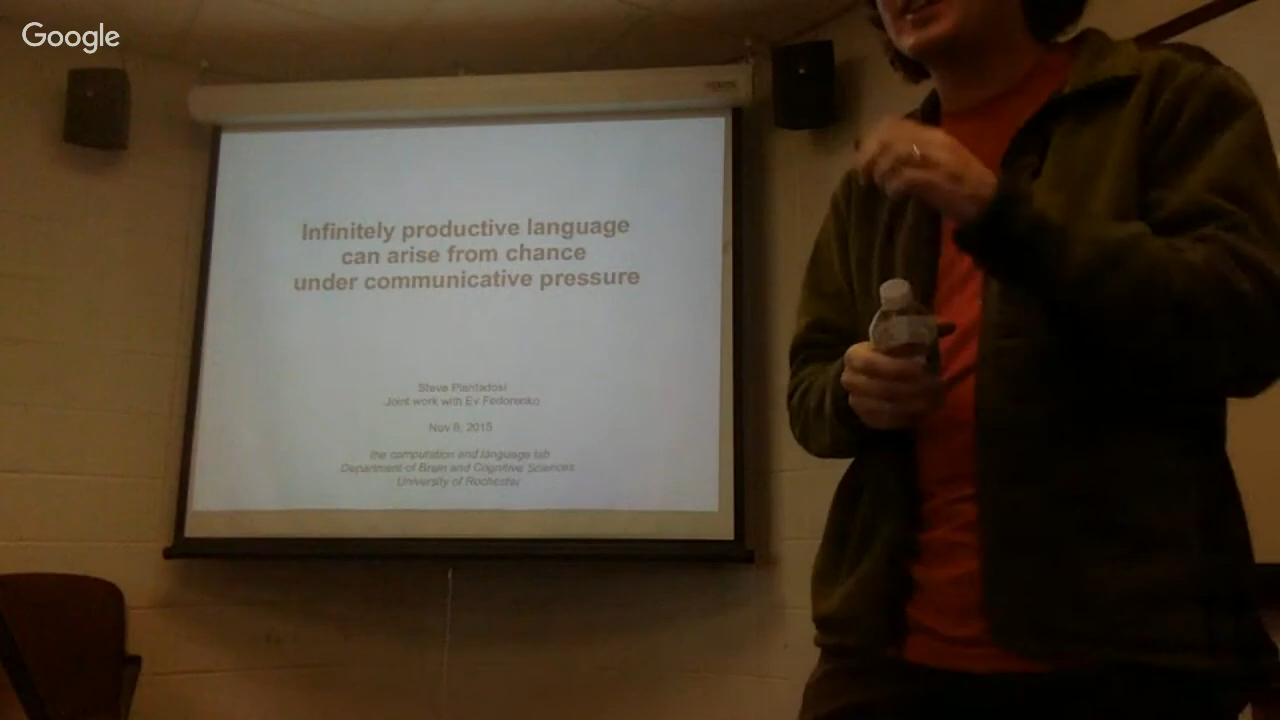 Google
Infinitely productive language
can arise from chance
under communicative pressure
Steve Piantadosi
Joint work with Ev Fedorenko
Nov 8, 2015
the computation and language lab
Department of Brain and Cognitive Sciences
University of Rochester